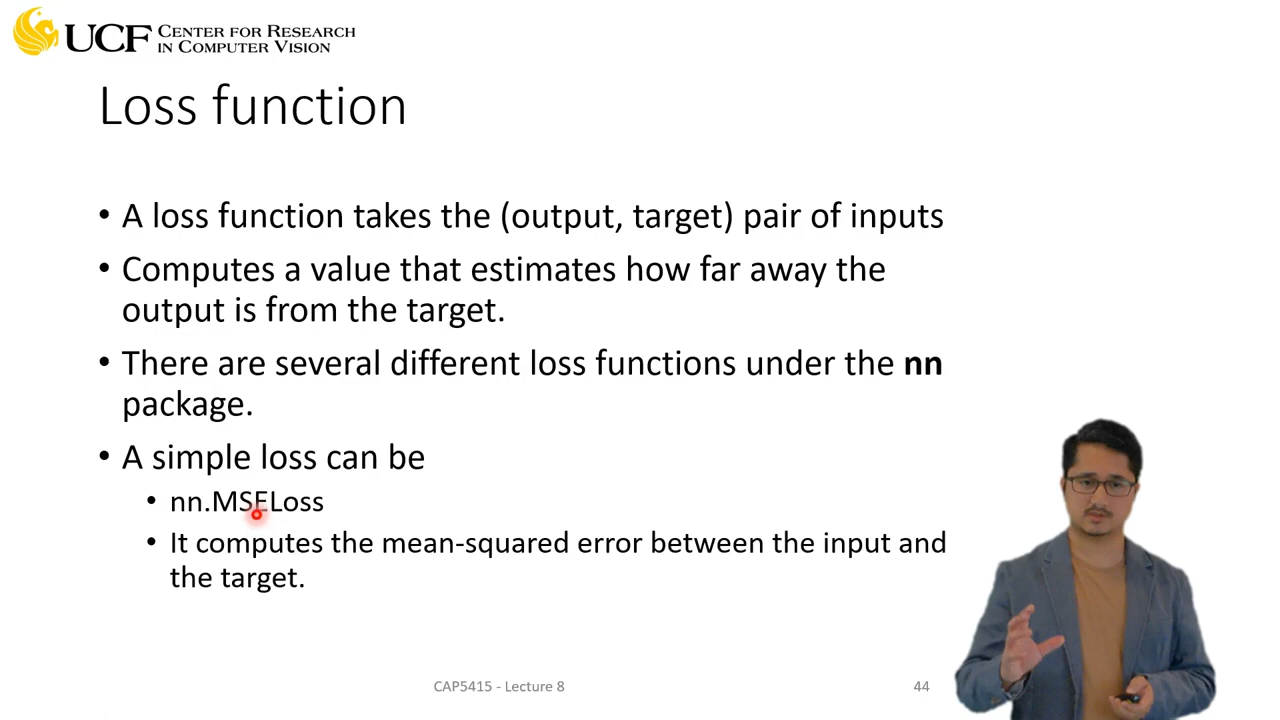 UCF CENTER FOR RESEARCH
IN COMPUTER VISION
Loss function
• A loss function takes the (output, target) pair of inputs
• Computes a value that estimates how far away the
output is from the target.
• There are several different loss functions under the nn
package.
• A simple loss can be
• nn.MSELoss
• It computes the mean-squared error between the input and
the target.
CAP5415 - Lecture 8
44